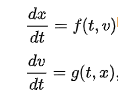 dx/dt = f(t, v)
dv/dt = g(t, x),